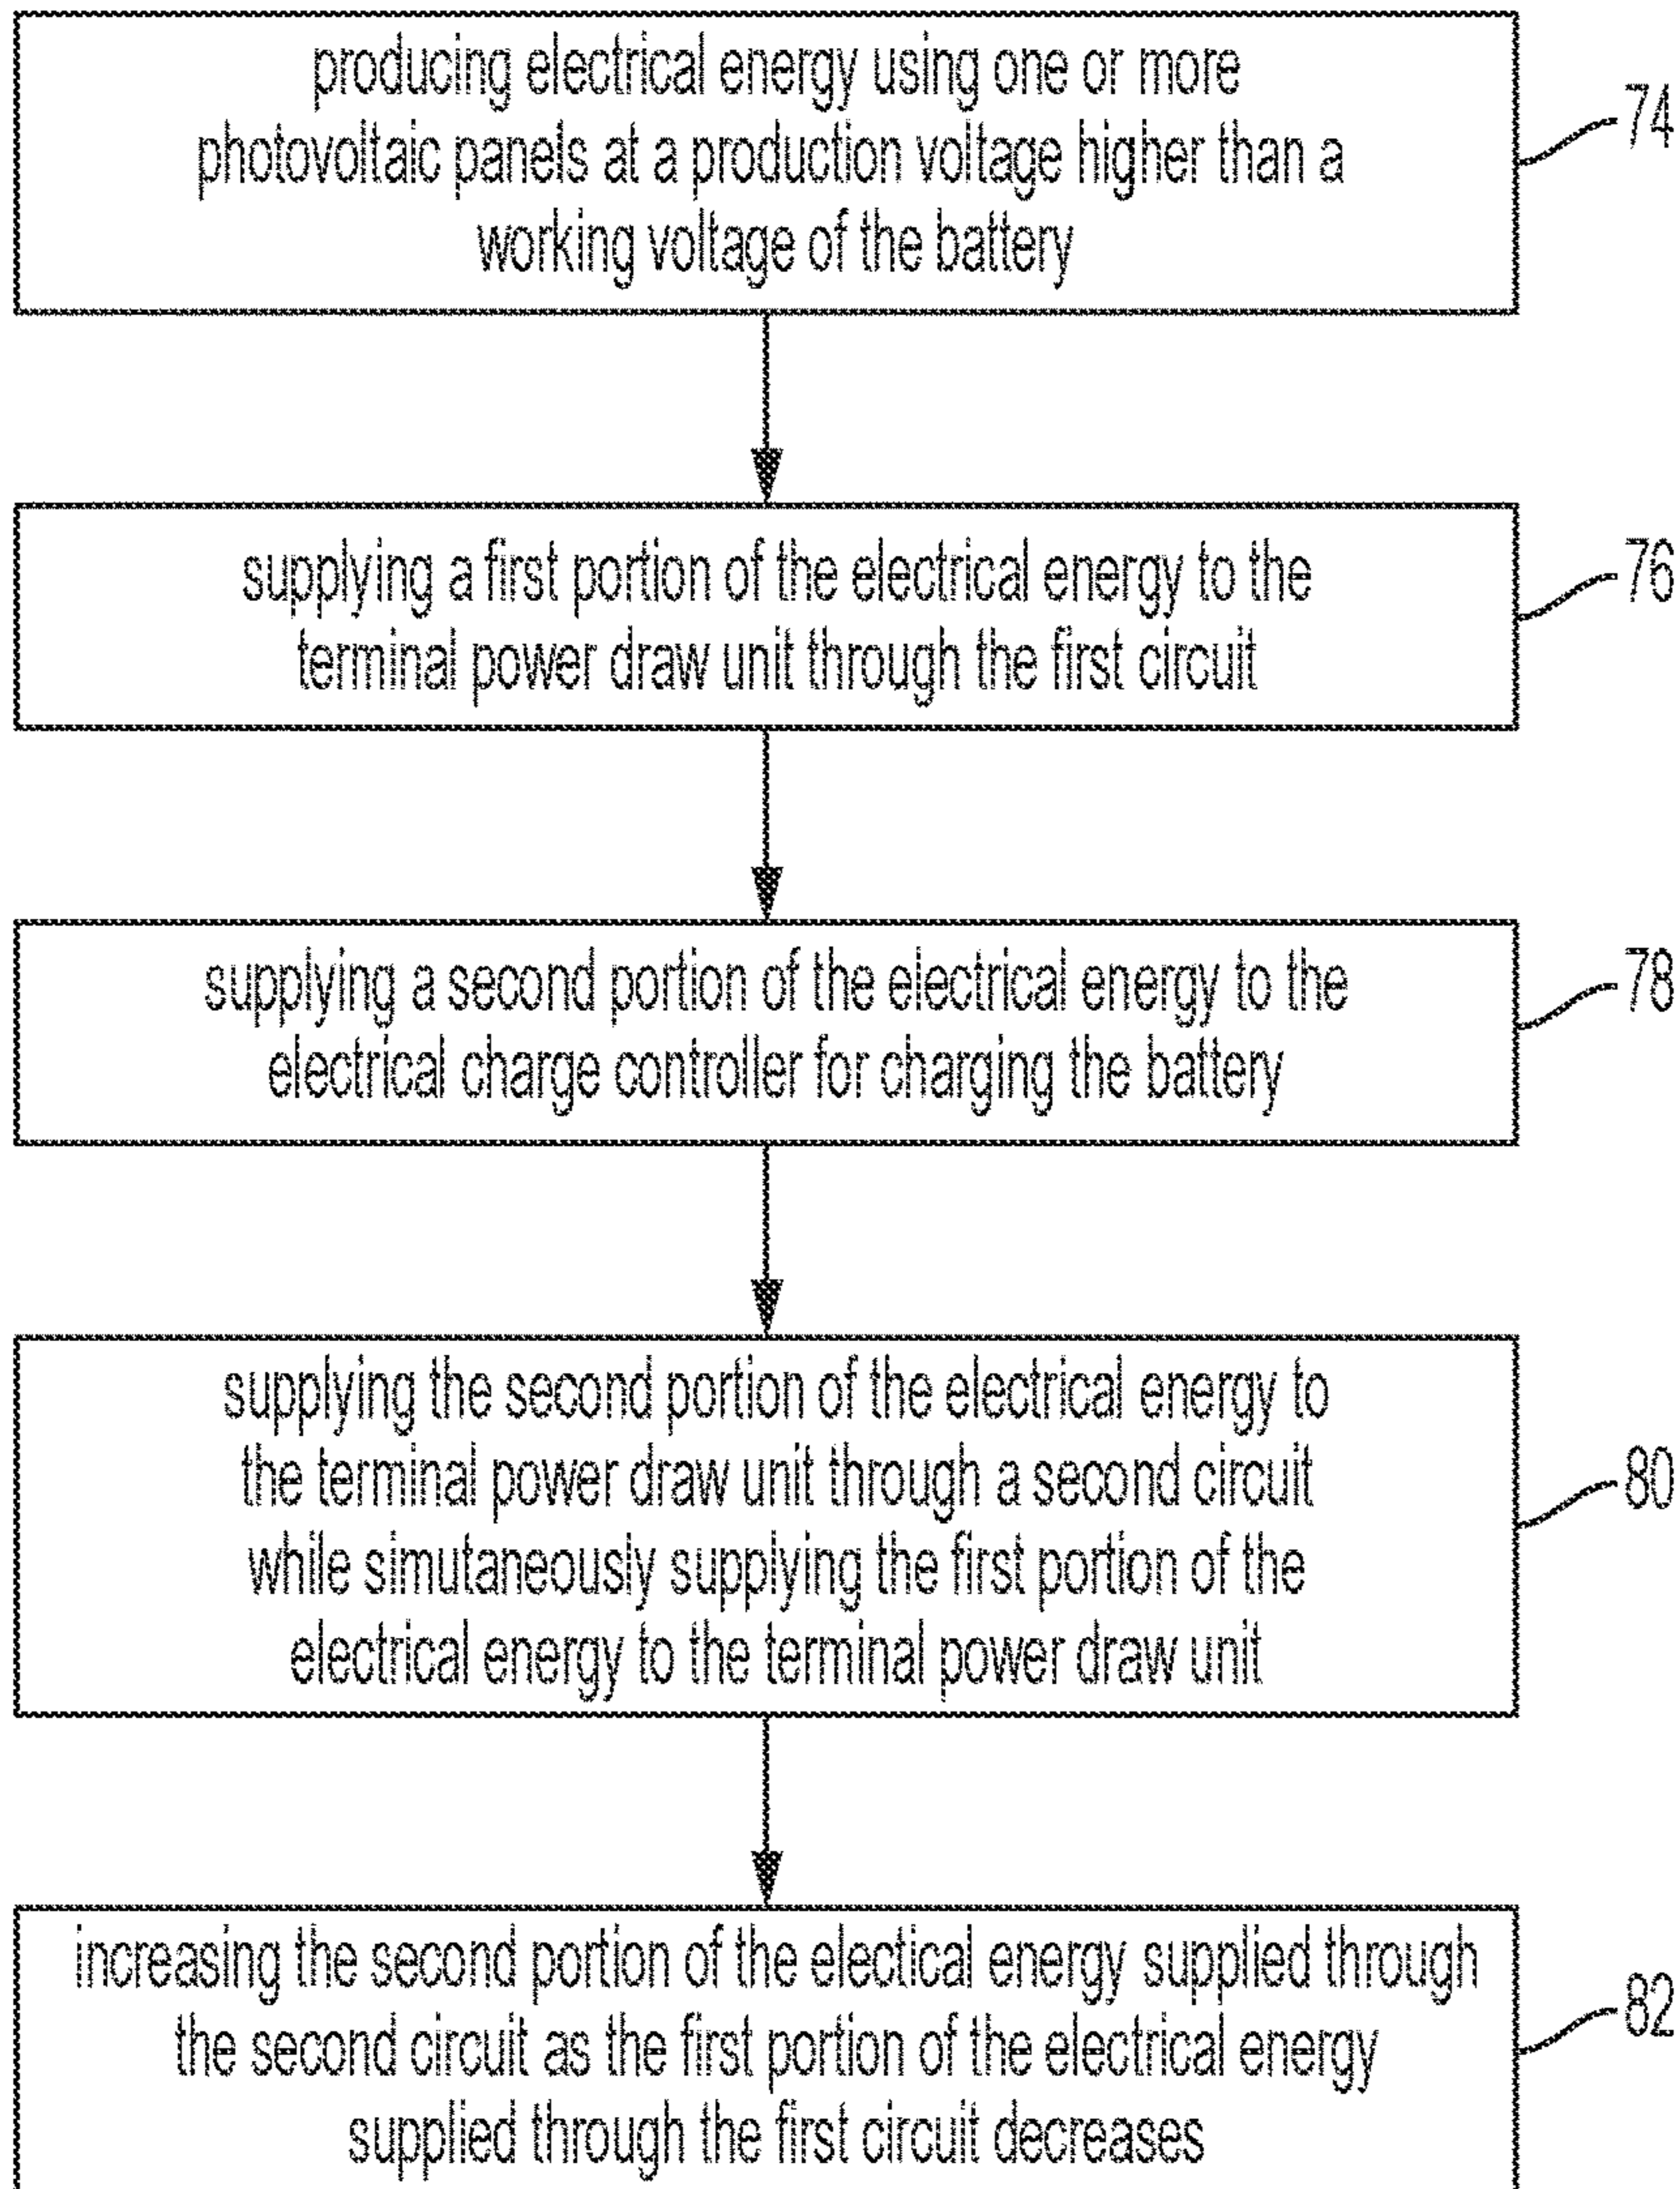 producing electrical energy using one or more
photovoltaic panels at a production voltage higher than a
working voltage of the battery
74
supplying a first portion of the electrical energy to the
terminal power draw unit through the first circuit
76
supplying a second portion of the electrical energy to the
electrical charge controller for charging the battery
78
supplying the second portion of the electrical energy to
the terminal power draw unit through a second circuit
while simutaneously supplying the first portion of the
electrical energy to the terminal power draw unit
80
increasing the second portion of the electical energy supplied through
the second circuit as the first portion of the electrical energy
supplied through the first circuit decreases
82